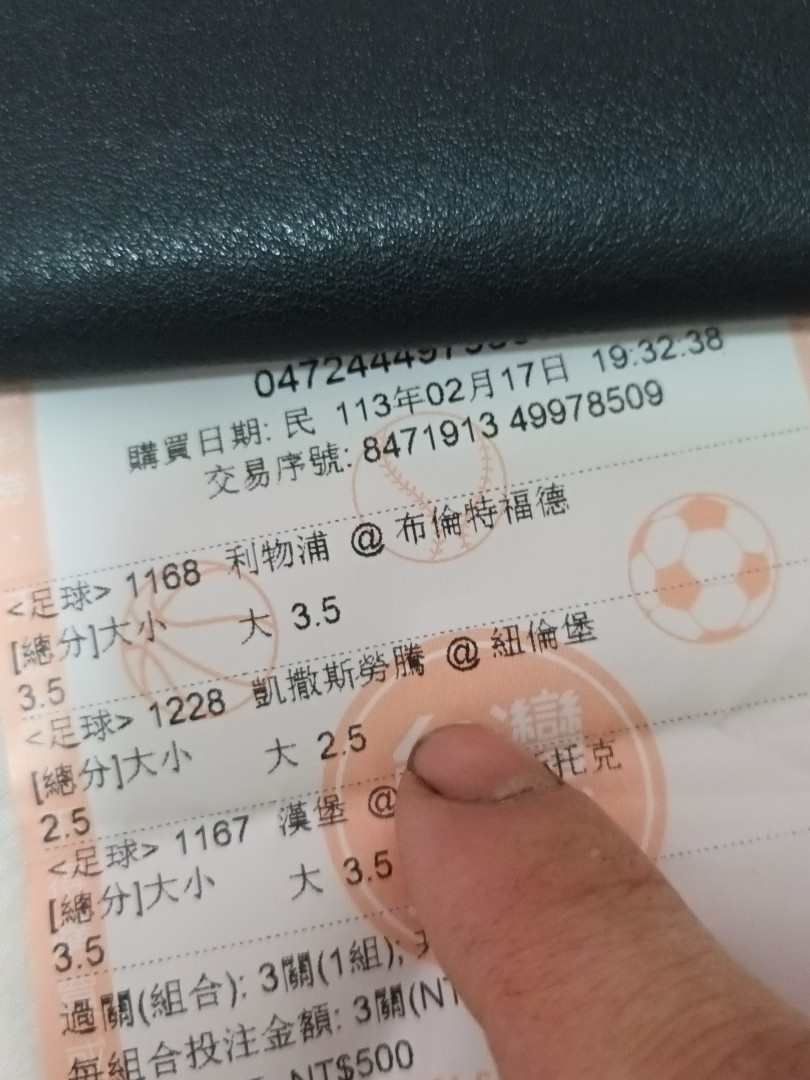 購買日期: 民 113年02月17日 19:32:38
交易序號: 8471913 49978509
<足球> 1168 利物浦 @ 布倫特福德
[總分]大小 大 3.5
3.5
<足球> 1228 凱撒斯勞騰 @ 紐倫堡
[總分]大小 大 2.5
2.5
<足球> 1167 漢堡 @ 托克
[總分]大小 大 3.5
3.5
過關(組合): 3關(1組);
每組合投注金額: 3關(NT
NT$500